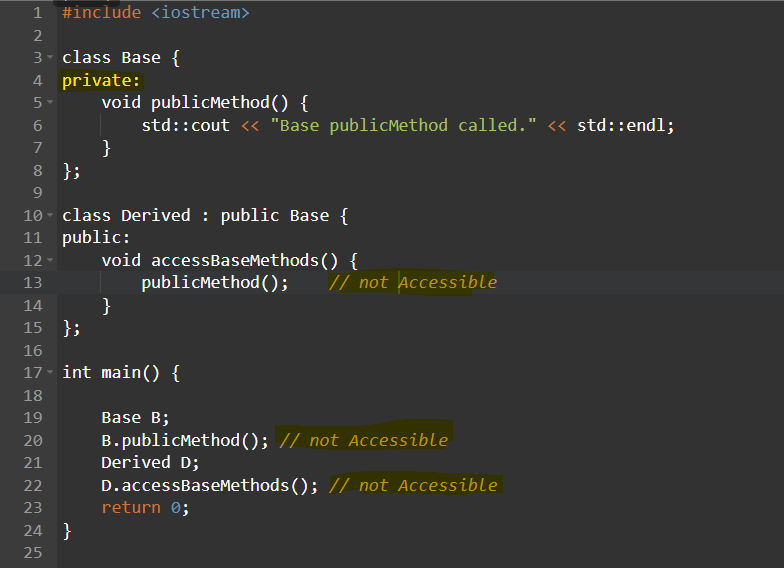 1 #include <iostream>
2
3 class Base {
4 private:
5     void publicMethod() {
6         std::cout << "Base publicMethod called." << std::endl;
7     }
8 };
9
10 class Derived : public Base {
11 public:
12     void accessBaseMethods() {
13         publicMethod();    // not Accessible
14     }
15 };
16
17 int main() {
18
19     Base B;
20     B.publicMethod(); // not Accessible
21     Derived D;
22     D.accessBaseMethods(); // not Accessible
23     return 0;
24 }
25